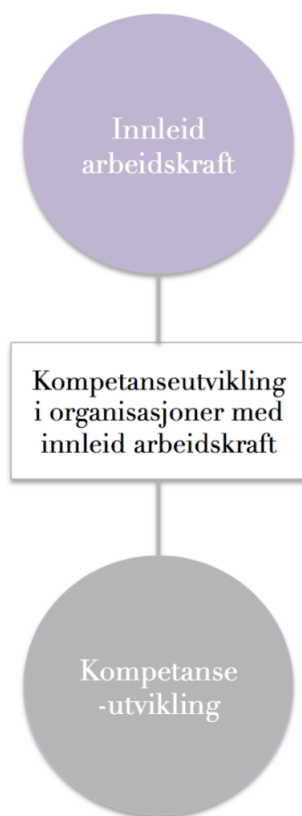 Innleid
arbeidskraft
Kompetanseutvikling
i organisasjoner med
innleid arbeidskraft
Kompetanse
-utvikling